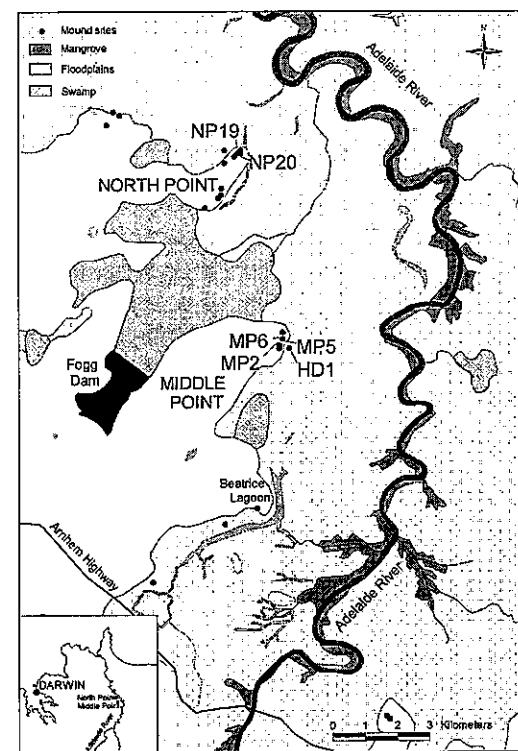 Mound sites
Mangrove
Floodplains
Swamp
Adelaide River
NP19
NP20
NORTH POINT
MP6
MP5
MP2
HD1
Fogg
Dam
MIDDLE
POINT
Beatrice
Lagoon
Arnhem Highway
Adelaide River
DARWIN
North Point
Middle Point
0 1 2 3 Kilometers